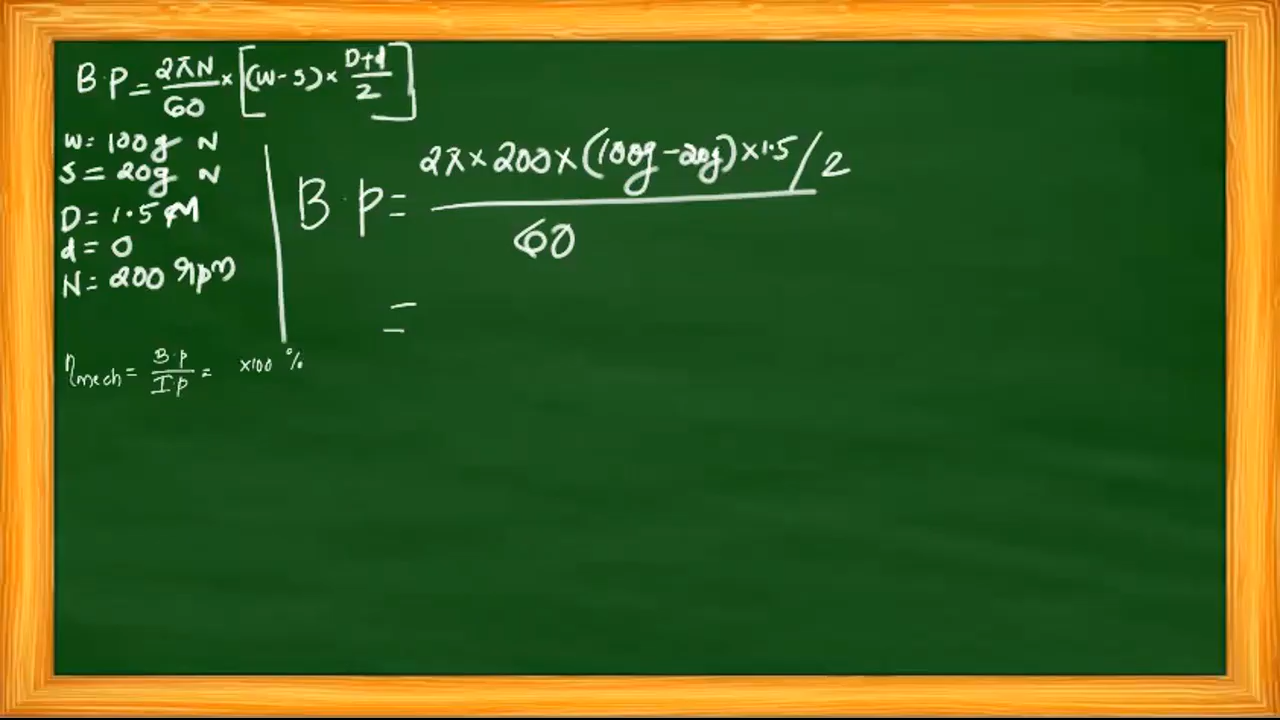 B.P = 2πN/60 × [(W-S) × D+d/2]
W = 100g N
S = 20g N
D = 1.5 M
d = 0
N = 200 rpm
B.P = 2π × 200 × (100g - 20g) × 1.5/2
60
=
ηmech = B.P/I.P = ×100 %